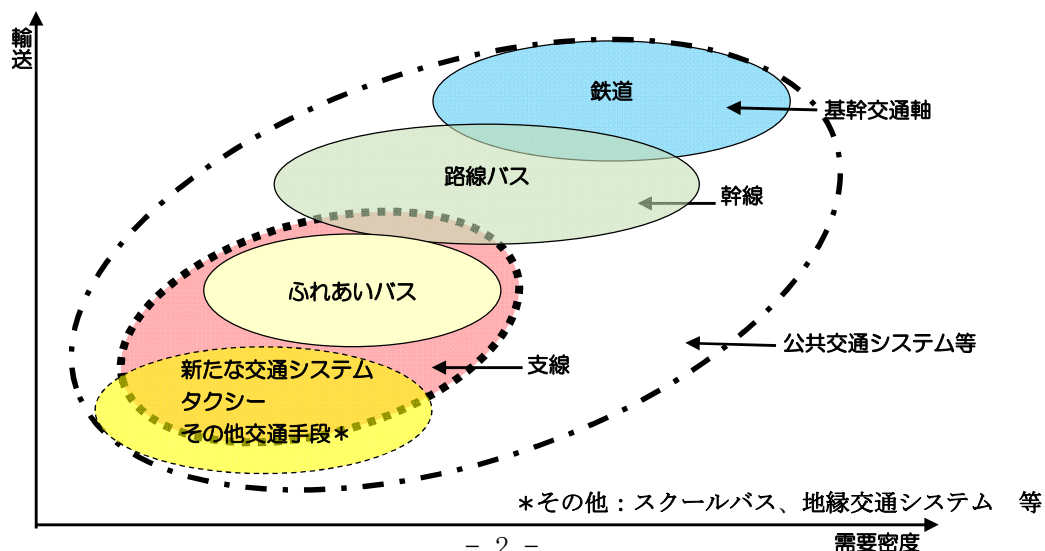 輸送
鉄道
基幹交通軸
路線バス
幹線
ふれあいバス
公共交通システム等
支線
新たな交通システム
タクシー
その他交通手段＊
＊その他：スクールバス、地縁交通システム　等
需要密度
－ 2 －